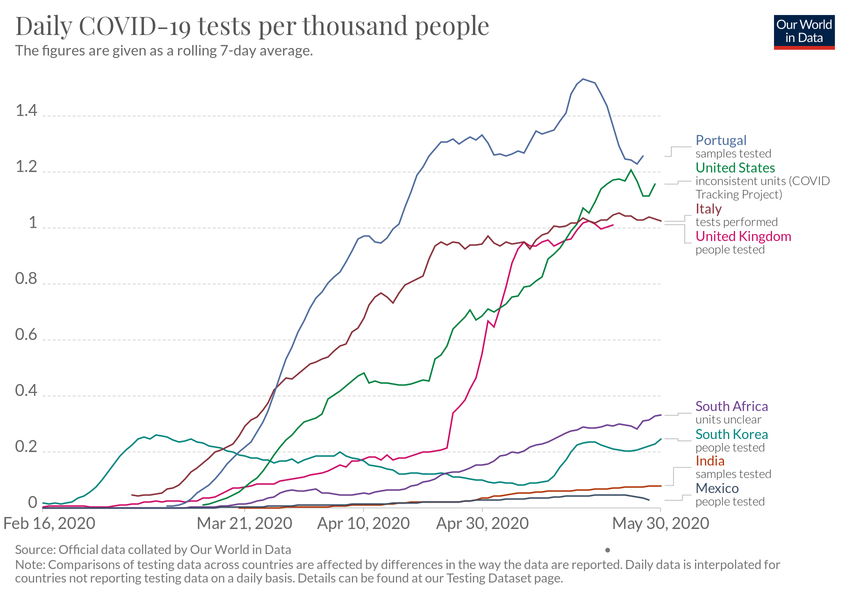 Daily COVID-19 tests per thousand people
The figures are given as a rolling 7-day average.
Our World
in Data
1.4
1.2
1
0.8
0.6
0.4
0.2
0
Portugal
samples tested
United States
inconsistent units (COVID
Tracking Project)
Italy
tests performed
United Kingdom
people tested
South Africa
units unclear
South Korea
people tested
India
samples tested
Mexico
people tested
Feb 16, 2020
Mar 21, 2020
Apr 10, 2020
Apr 30, 2020
May 30, 2020
Source: Official data collated by Our World in Data
Note: Comparisons of testing data across countries are affected by differences in the way the data are reported. Daily data is interpolated for
countries not reporting testing data on a daily basis. Details can be found at our Testing Dataset page.